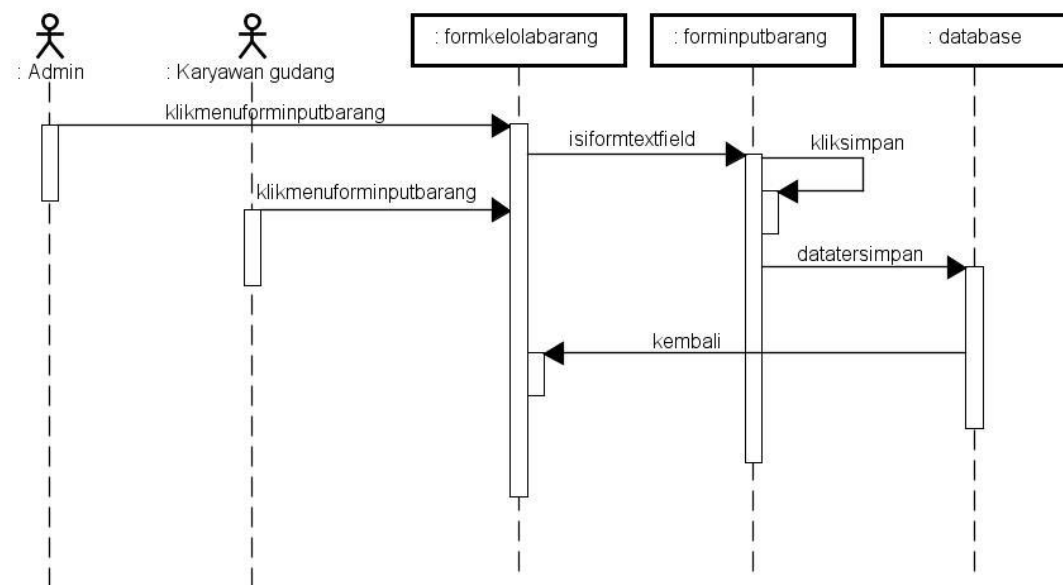 : Admin
: Karyawan gudang
: formkelolabarang
: forminputbarang
: database
klikmenuforminputbarang
isiformtextfield
kliksimpan
klikmenuforminputbarang
datatersimpan
kembali